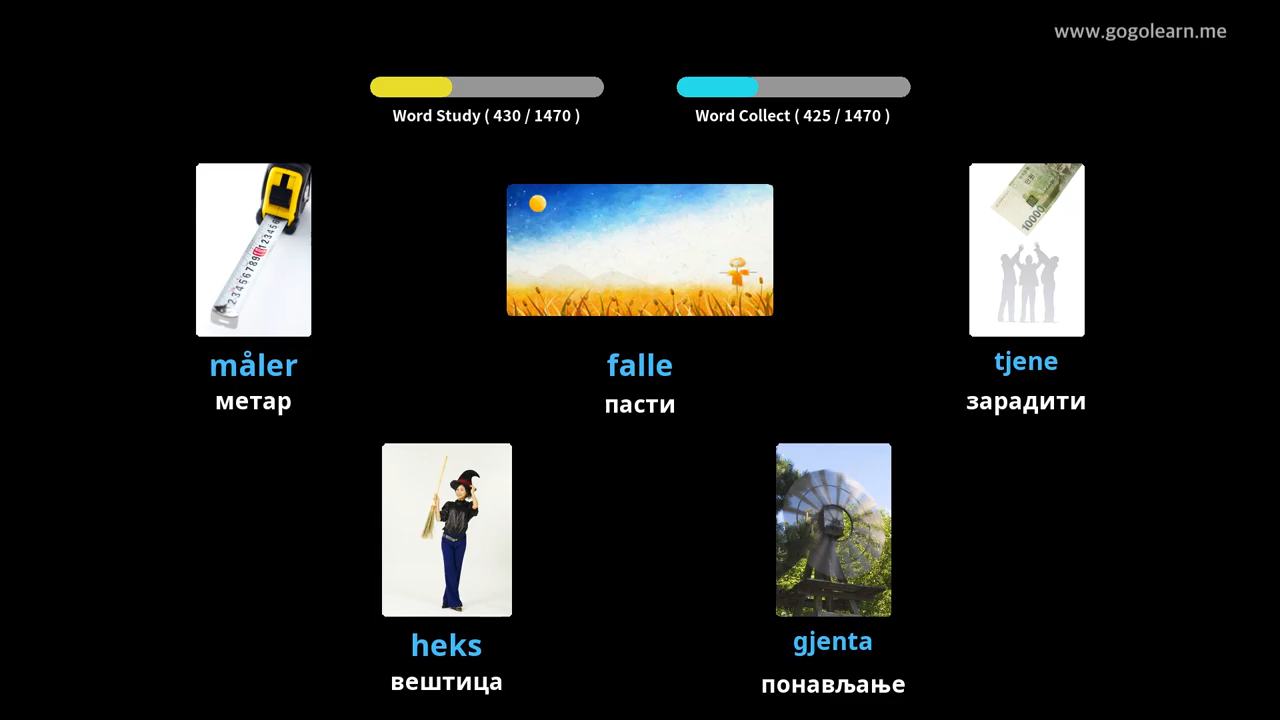 www.gogolearn.me
Word Study ( 430 / 1470 )
Word Collect ( 425 / 1470 )
måler
метар
falle
пасти
tjene
зарадити
heks
вештица
gjenta
понављање
10000